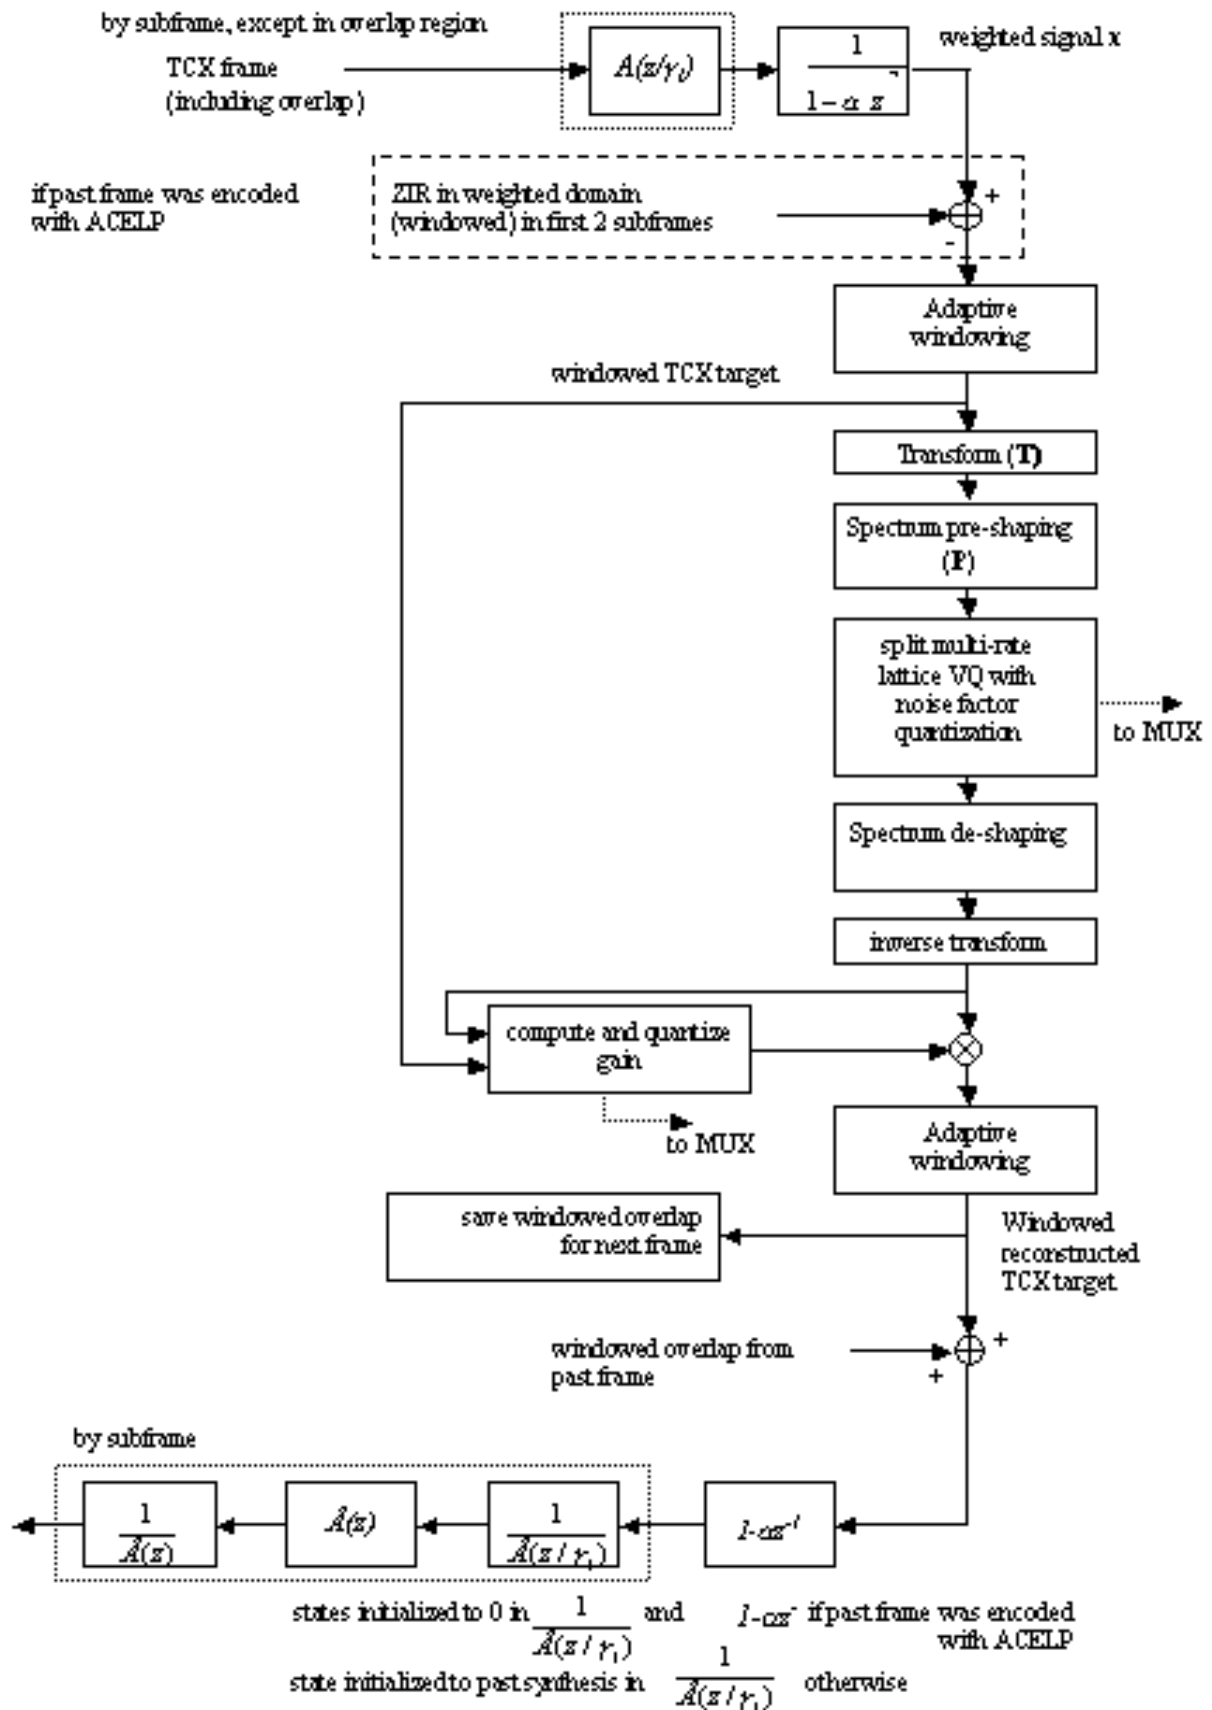 by subframe, except in overlap region
TCX frame
(including overlap)
A(z/γ₁)
1
1 – α z
weighted signal x
if past frame was encoded
with ACELP
ZIR in weighted domain
(windowed) in first 2 subframes
+
-
Adaptive
windowing
windowed TCX target
Transform (T)
Spectrum pre-shaping
(P)
split multi-rate
lattice VQ with
noise factor
quantization
to MUX
Spectrum de-shaping
inverse transform
compute and quantize
gain
to MUX
Adaptive
windowing
save windowed overlap
for next frame
Windowed
reconstructed
TCX target
windowed overlap from
past frame
+
+
by subframe
1
Â(z)
Â(z)
1
Â(z / γ₁)
1-αz⁻¹
states initialized to 0 in 1 / Â(z / γ₁) and 1-αz⁻ if past frame was encoded
with ACELP
state initialized to past synthesis in 1 / Â(z / γ₁) otherwise